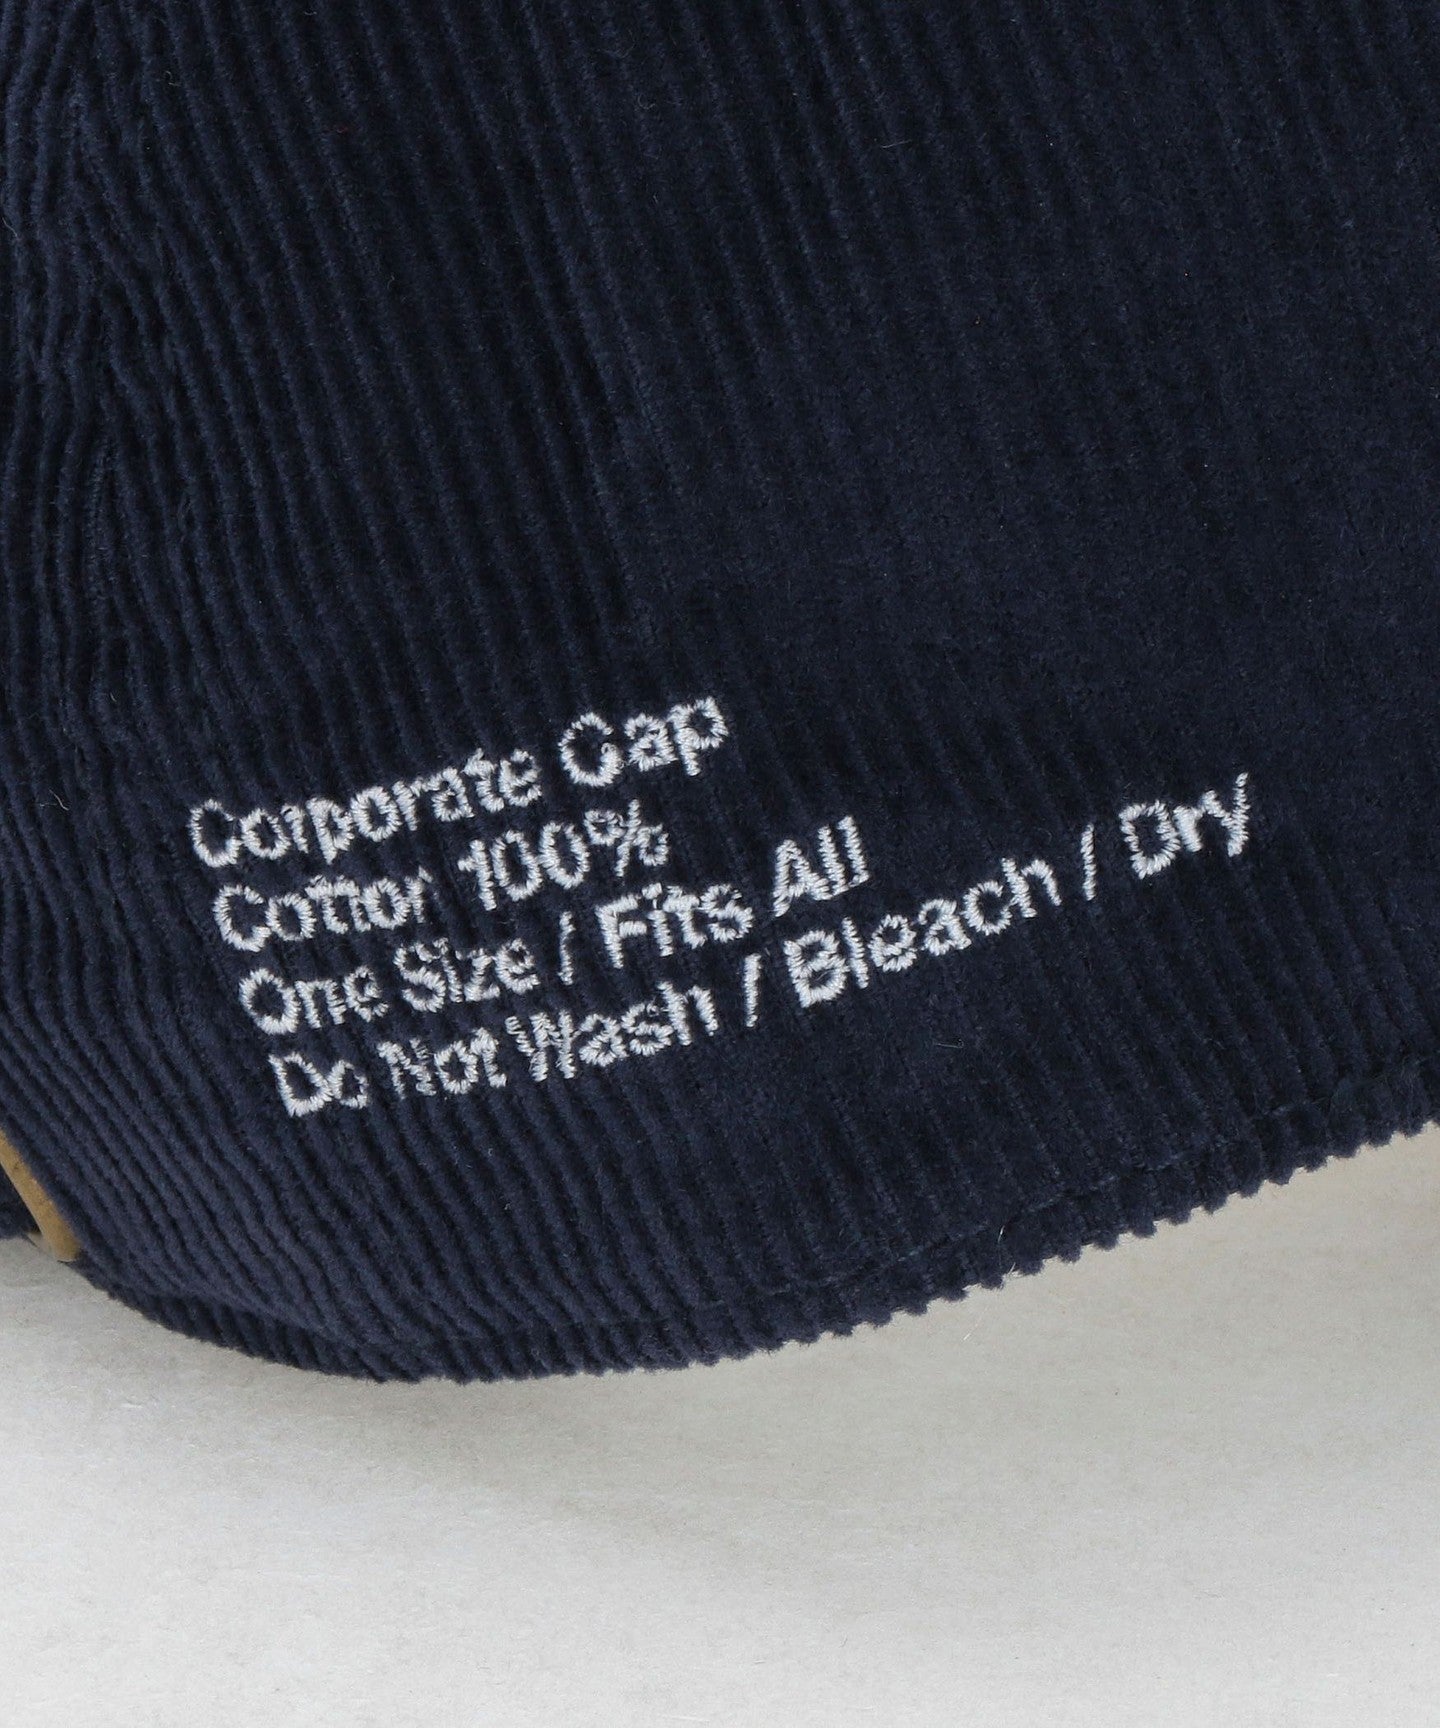 Corporate Cap
Cotton 100%
One Size / Fits All
Do Not Wash / Bleach / Dry